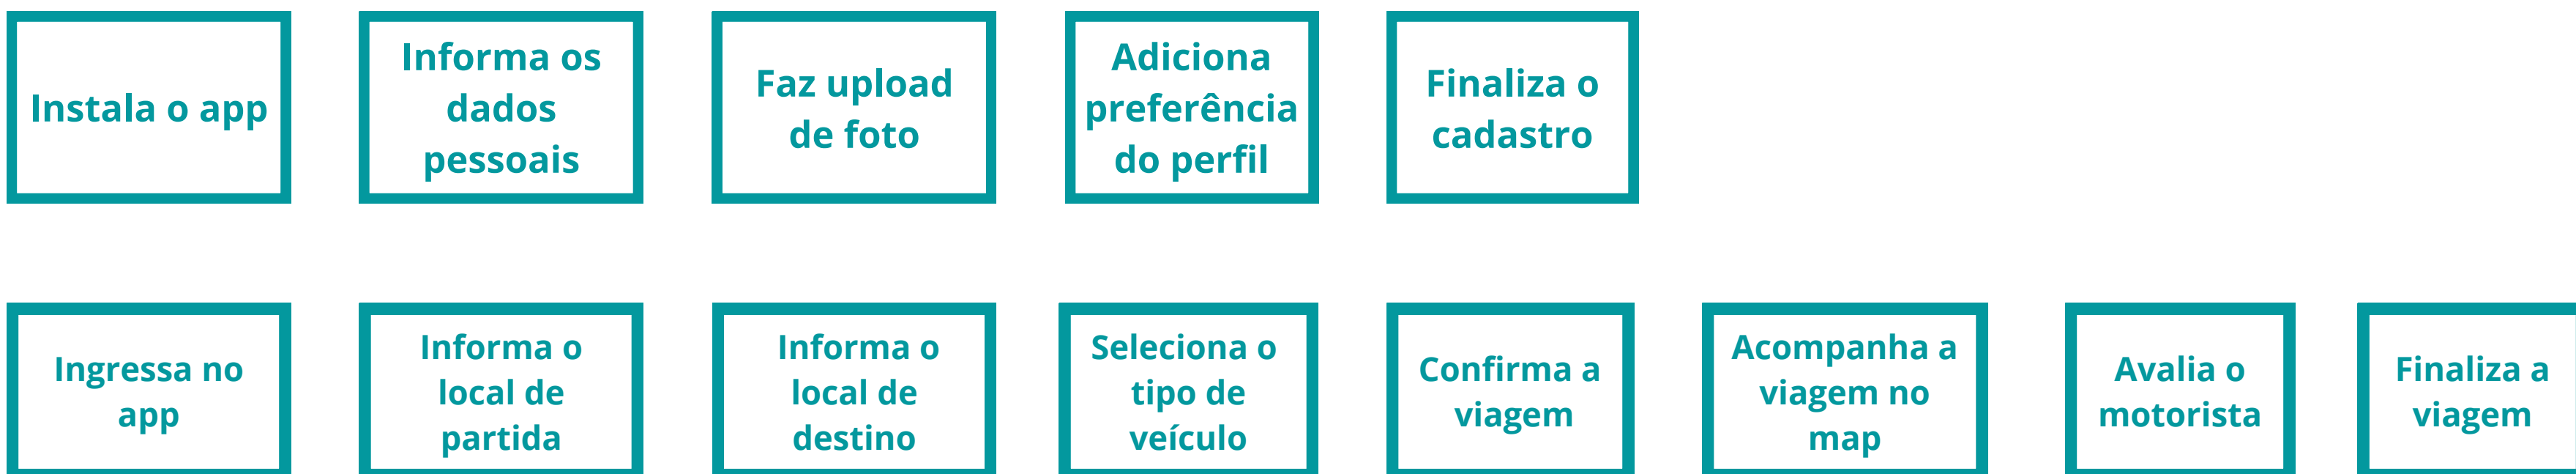 Instala o app
Informa os
dados
pessoais
Faz upload
de foto
Adiciona
preferência
do perfil
Finaliza o
cadastro
Ingressa no
app
Informa o
local de
partida
Informa o
local de
destino
Seleciona o
tipo de
veículo
Confirma a
viagem
Acompanha a
viagem no
map
Avalia o
motorista
Finaliza a
viagem